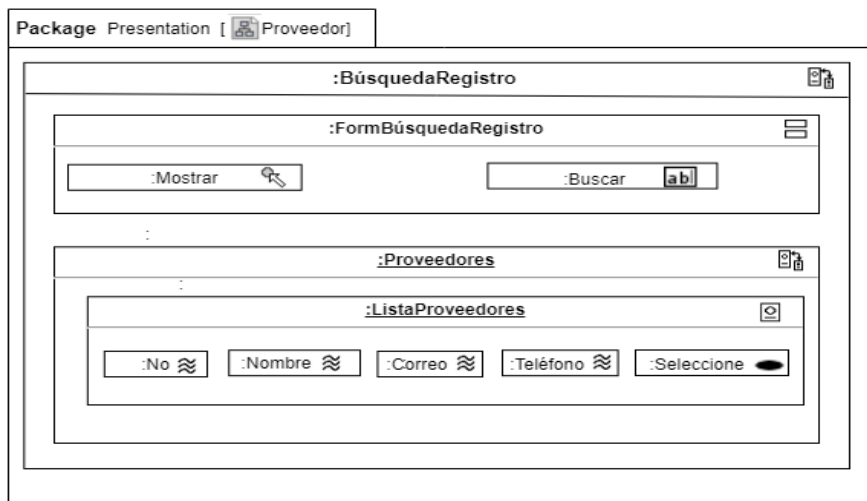 Package Presentation [ Proveedor]
:BúsquedaRegistro
:FormBúsquedaRegistro
:Mostrar :Buscar ab|
:
:Proveedores
:
:ListaProveedores
:No :Nombre :Correo :Teléfono :Seleccione